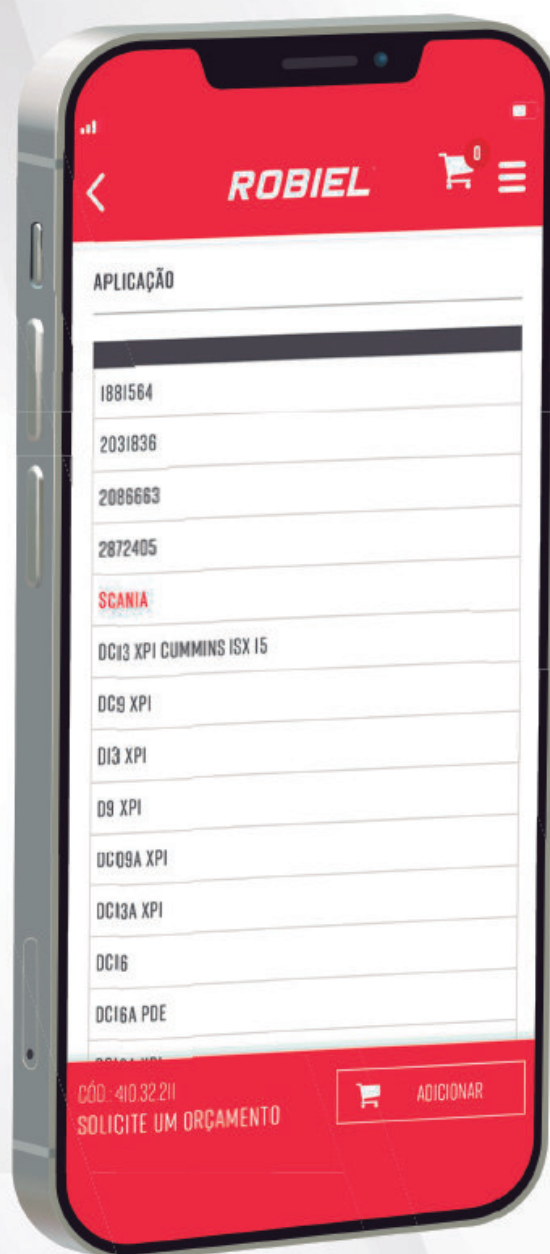 0
ROBIEL
APLICAÇÃO
1881564
2031836
2086663
2872405
SCANIA
DC13 XPI CUMMINS ISX 15
DC9 XPI
D13 XPI
D9 XPI
DC09A XPI
DC13A XPI
DC16
DC16A PDE
CÓD.: 410.32.211
SOLICITE UM ORÇAMENTO
ADICIONAR